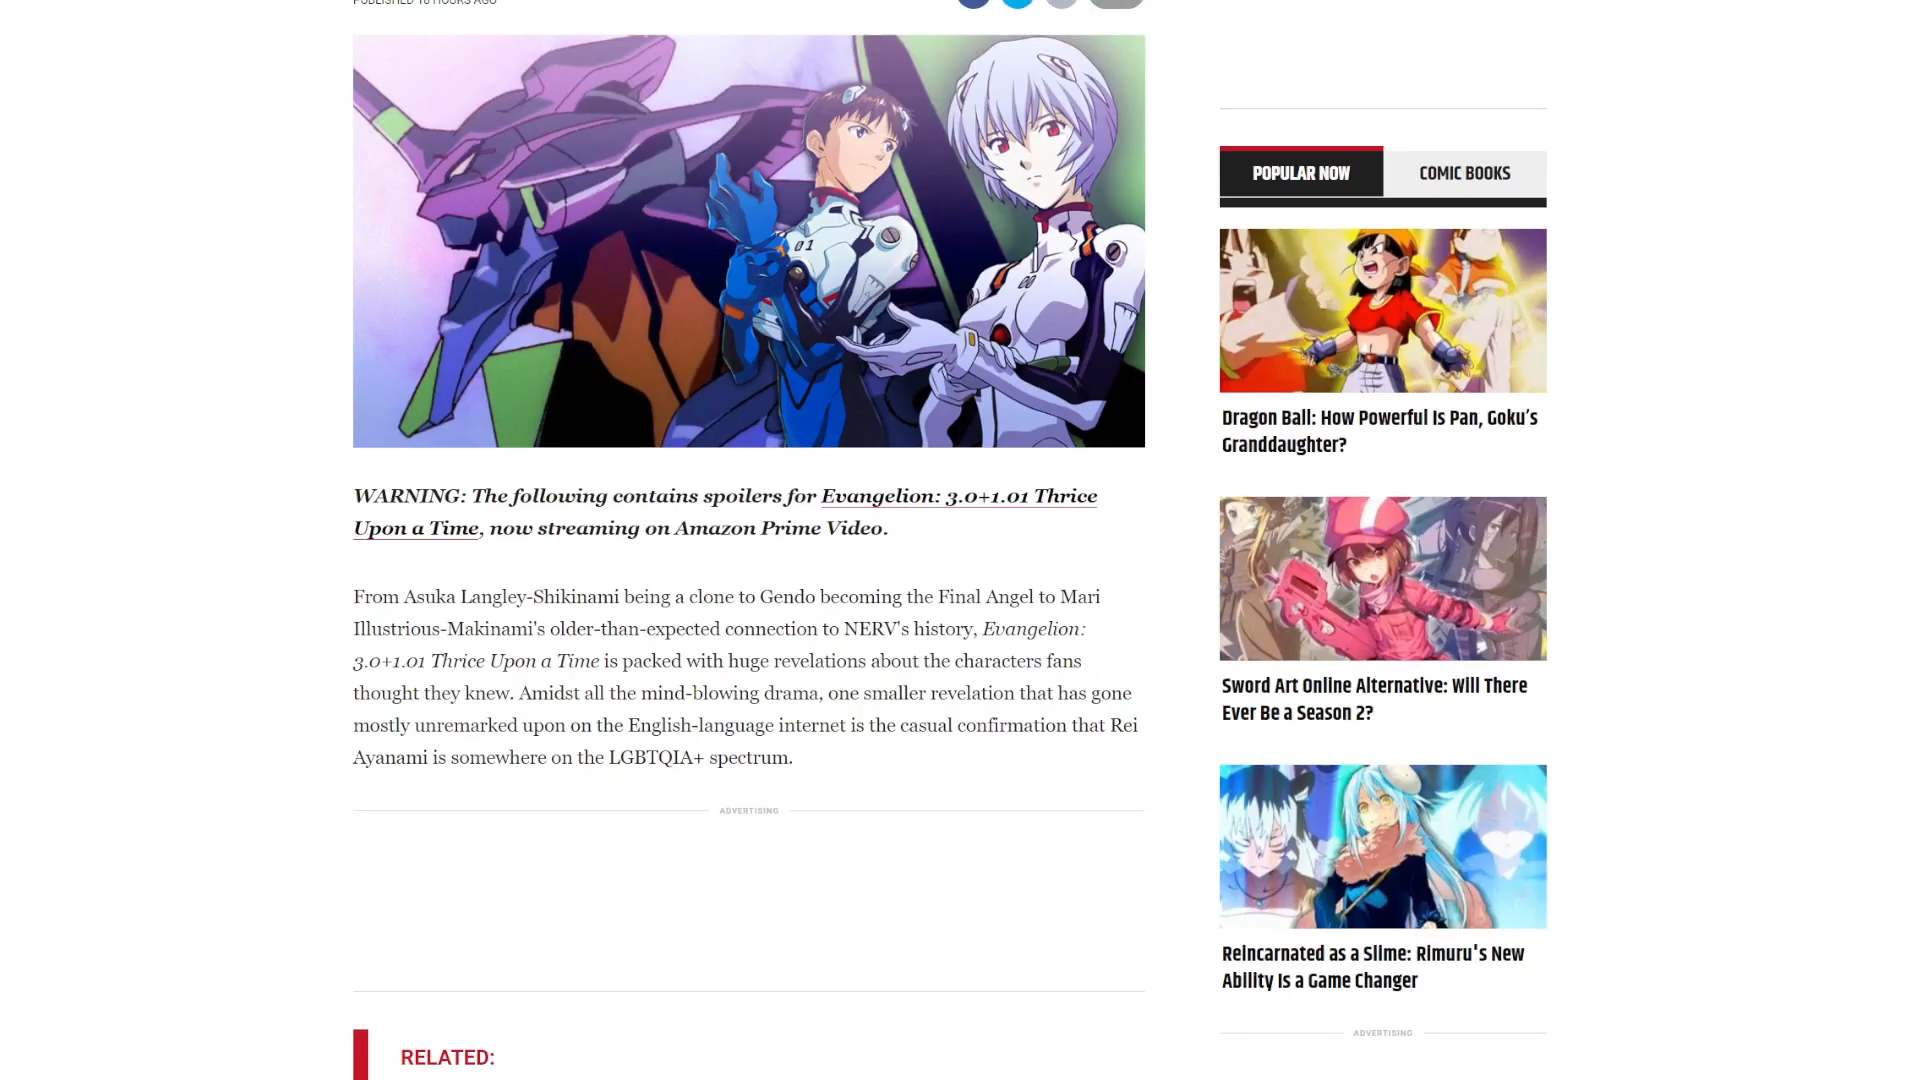 PUBLISHED 16 HOURS AGO
01
00
WARNING: The following contains spoilers for Evangelion: 3.0+1.01 Thrice
Upon a Time, now streaming on Amazon Prime Video.
From Asuka Langley-Shikinami being a clone to Gendo becoming the Final Angel to Mari
Illustrious-Makinami's older-than-expected connection to NERV's history, Evangelion:
3.0+1.01 Thrice Upon a Time is packed with huge revelations about the characters fans
thought they knew. Amidst all the mind-blowing drama, one smaller revelation that has gone
mostly unremarked upon on the English-language internet is the casual confirmation that Rei
Ayanami is somewhere on the LGBTQIA+ spectrum.
ADVERTISING
RELATED:
POPULAR NOW
COMIC BOOKS
Dragon Ball: How Powerful Is Pan, Goku’s
Granddaughter?
Sword Art Online Alternative: Will There
Ever Be a Season 2?
Reincarnated as a Slime: Rimuru's New
Ability Is a Game Changer
ADVERTISING